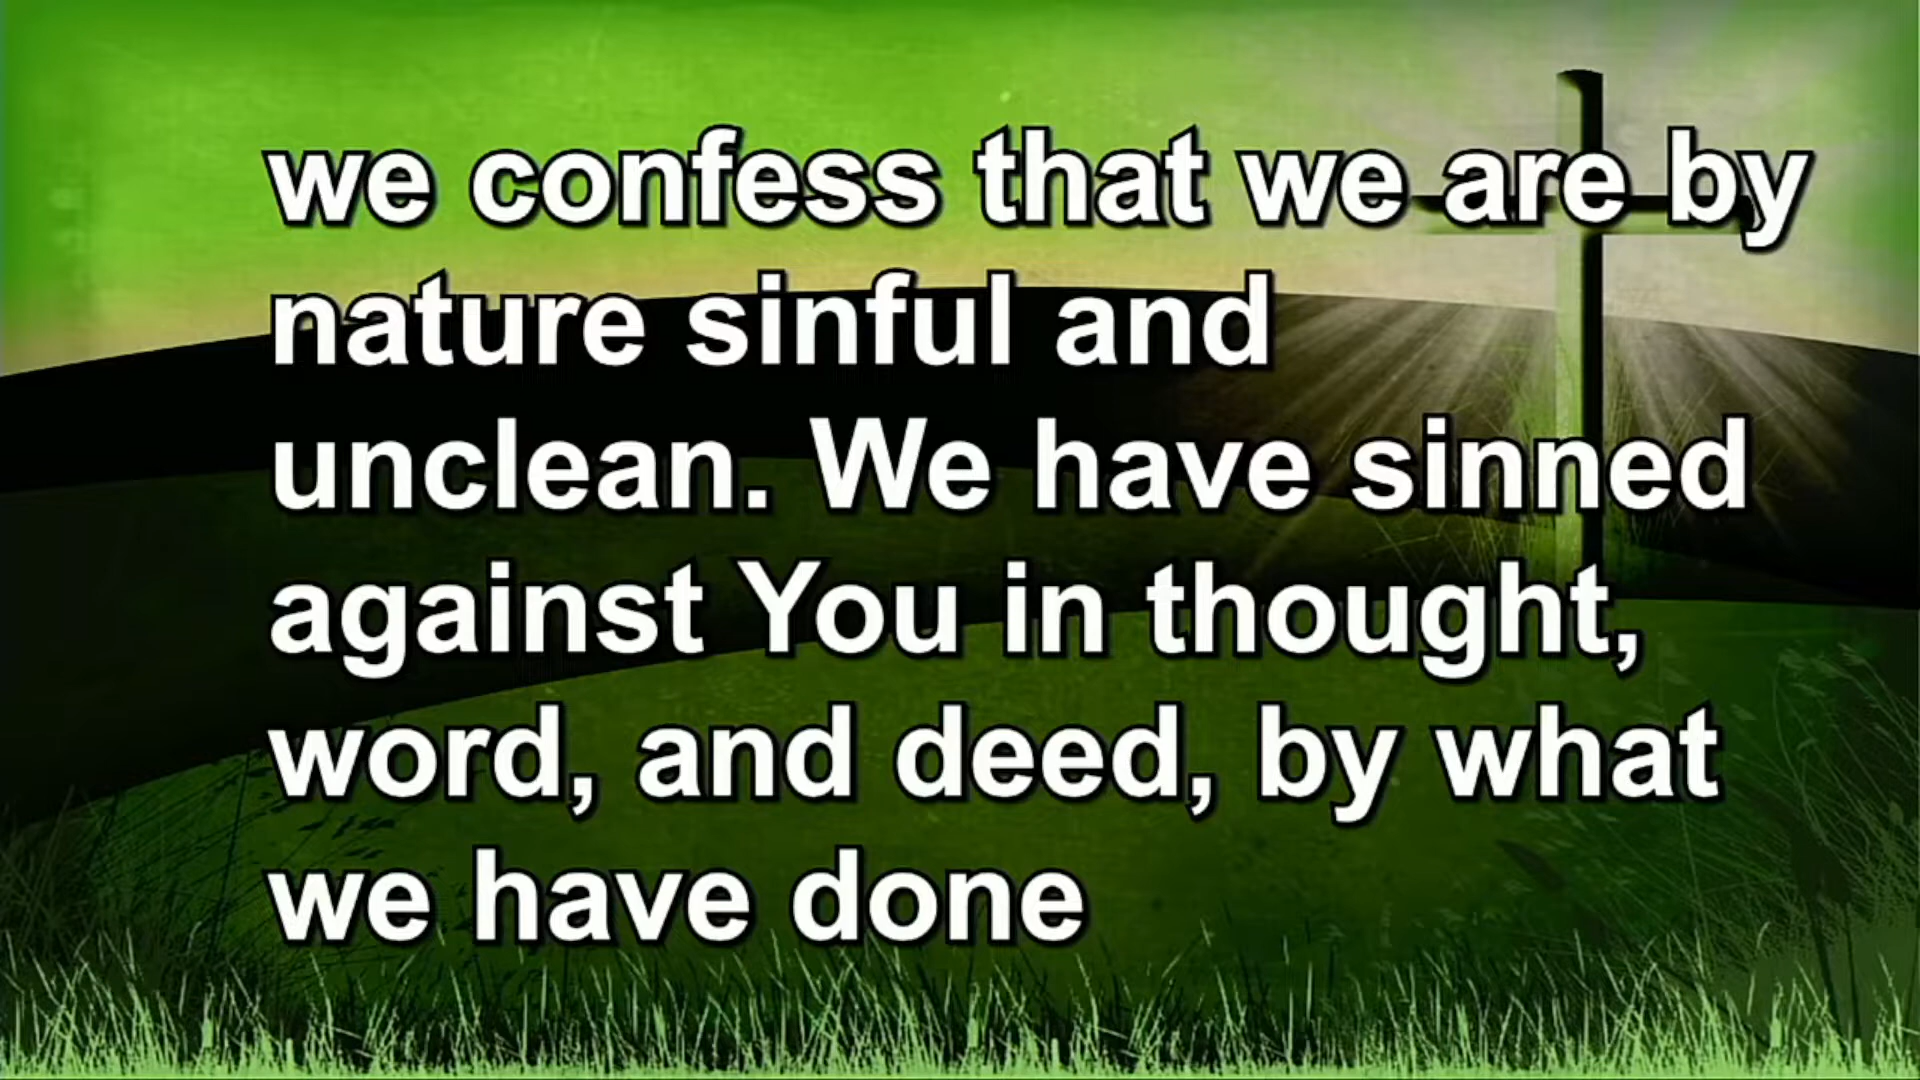 we confess that we are by
nature sinful and
unclean. We have sinned
against You in thought,
word, and deed, by what
we have done